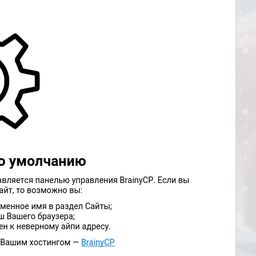 о умолчанию
авляется панелью управления BrainyCP. Если вы
айт, то возможно вы:
менное имя в раздел Сайты;
ш Вашего браузера;
ен к неверному айпи адресу.
Вашим хостингом — BrainyCP